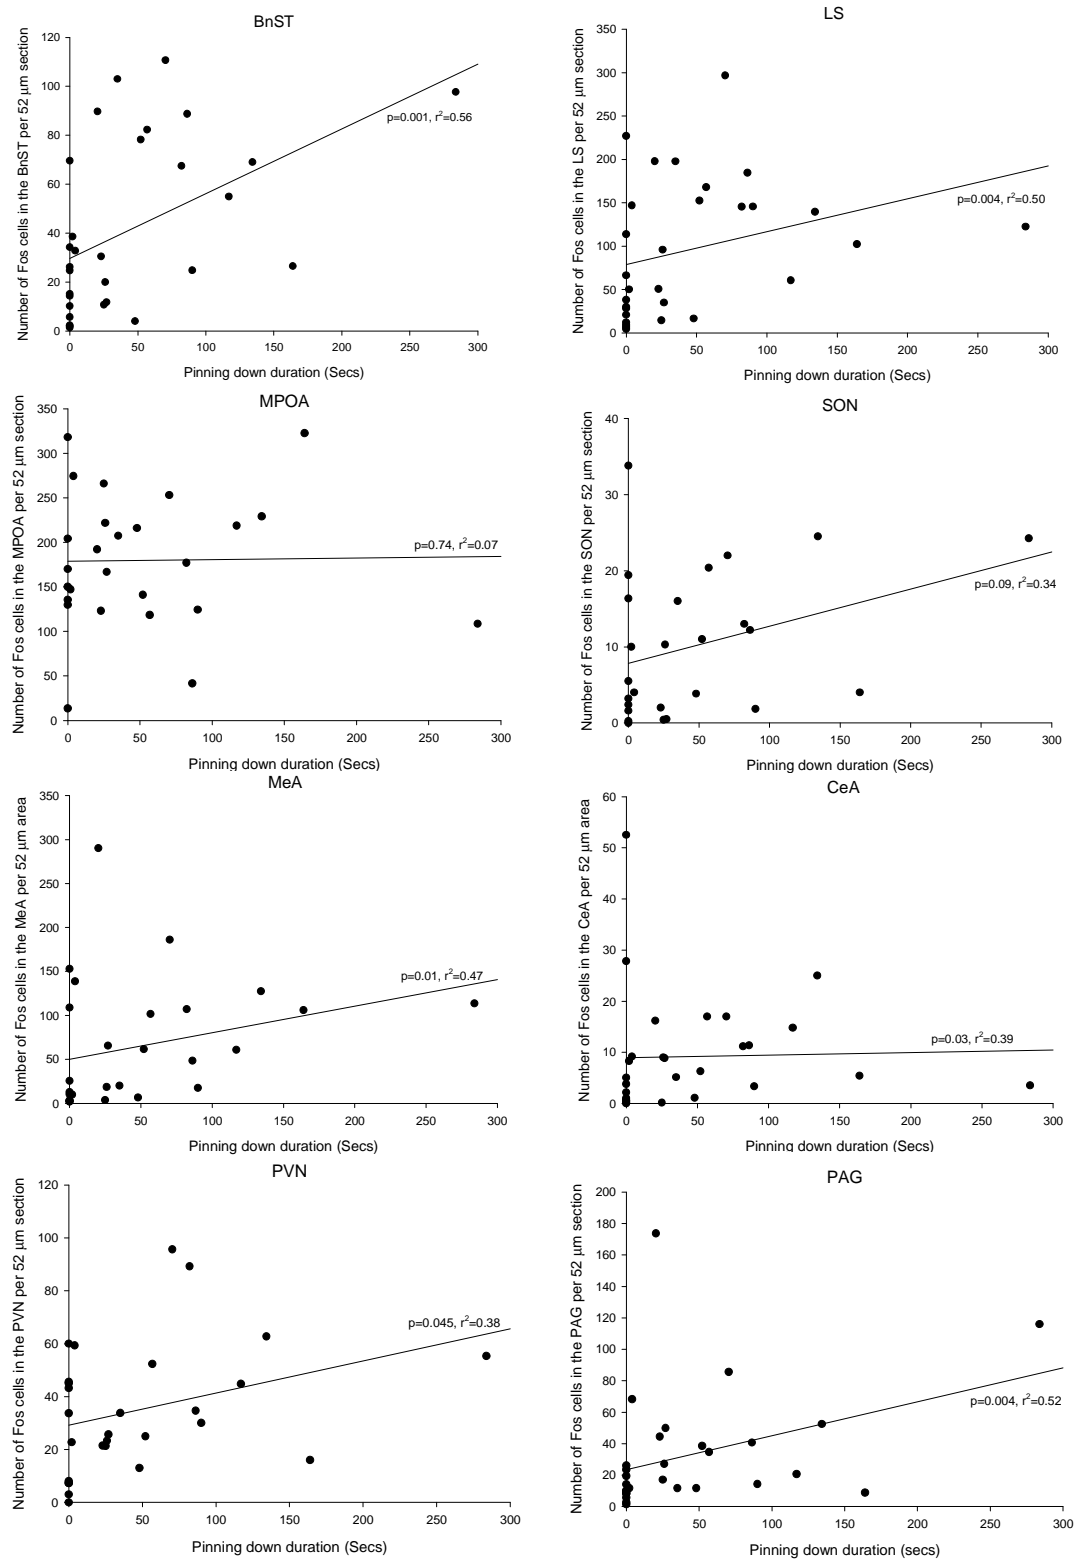 BnST
Number of Fos cells in the BnST per 52 µm section
120
100
80
60
40
20
0
p=0.001, r²=0.56
0 50 100 150 200 250 300
Pinning down duration (Secs)
LS
Number of Fos cells in the LS per 52 µm section
350
300
250
200
150
100
50
0
p=0.004, r²=0.50
0 50 100 150 200 250 300
Pinning down duration (Secs)
MPOA
Number of Fos cells in the MPOA per 52 µm section
350
300
250
200
150
100
50
0
p=0.74, r²=0.07
0 50 100 150 200 250 300
Pinning down duration (Secs)
SON
Number of Fos cells in the SON per 52 µm section
40
30
20
10
0
p=0.09, r²=0.34
0 50 100 150 200 250 300
Pinning down duration (Secs)
MeA
Number of Fos cells in the MeA per 52 µm area
350
300
250
200
150
100
50
0
p=0.01, r²=0.47
0 50 100 150 200 250 300
Pinning down duration (Secs)
CeA
Number of Fos cells in the CeA per 52 µm area
60
50
40
30
20
10
0
p=0.03, r²=0.39
0 50 100 150 200 250 300
Pinning down duration (Secs)
PVN
Number of Fos cells in the PVN per 52 µm section
120
100
80
60
40
20
0
p=0.045, r²=0.38
0 50 100 150 200 250 300
Pinning down duration (Secs)
PAG
Number of Fos cells in the PAG per 52 µm section
200
180
160
140
120
100
80
60
40
20
0
p=0.004, r²=0.52
0 50 100 150 200 250 300
Pinning down duration (secs)